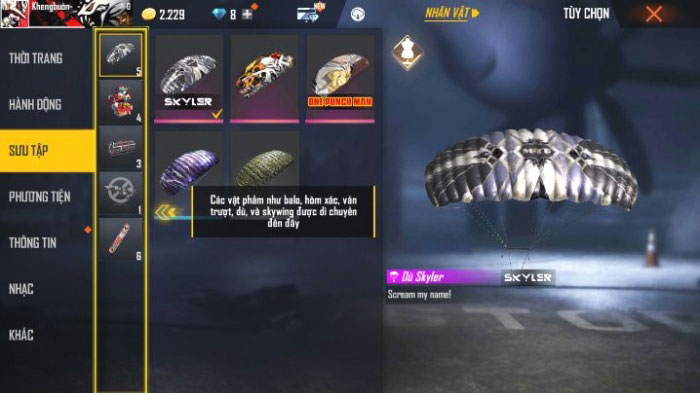 Khengbuồn
2.229
8
NEW
NHÂN VẬT
TÙY CHỌN
THỜI TRANG
HÀNH ĐỘNG
SƯU TẬP
PHƯƠNG TIỆN
THÔNG TIN
NHẠC
KHÁC
5
4
3
1
6
SKYLER
ONE PUNCH MAN
Các vật phẩm như balo, hòm xác, ván
trượt, dù, và skywing được di chuyển
đến đây
Dù Skyler
SKYLER
Scream my name!